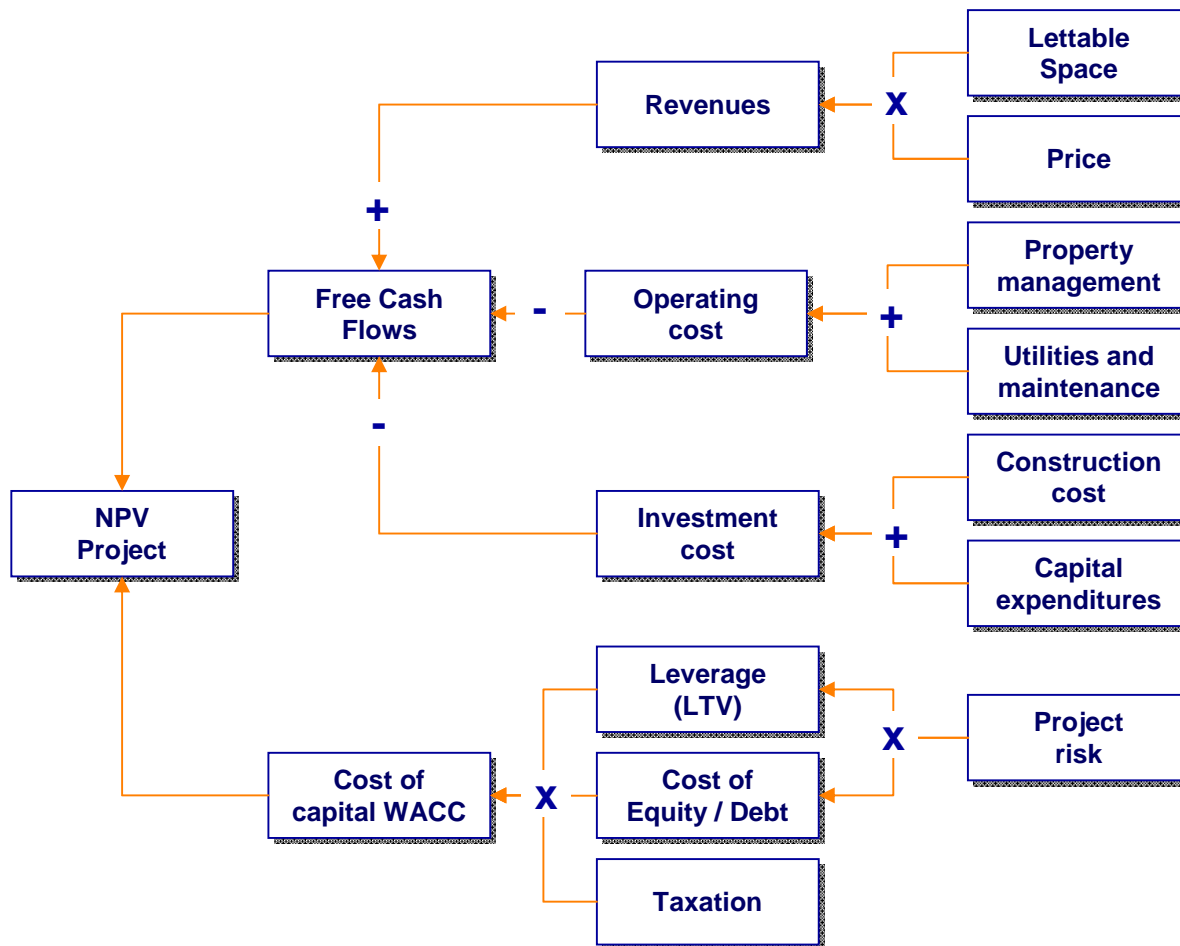 Lettable
Space
Revenues
x
Price
+
Property
management
Free Cash
Flows
-
Operating
cost
+
Utilities and
maintenance
-
Construction
cost
NPV
Project
Investment
cost
+
Capital
expenditures
Leverage
(LTV)
x
Project
risk
Cost of
capital WACC
x
Cost of
Equity / Debt
Taxation